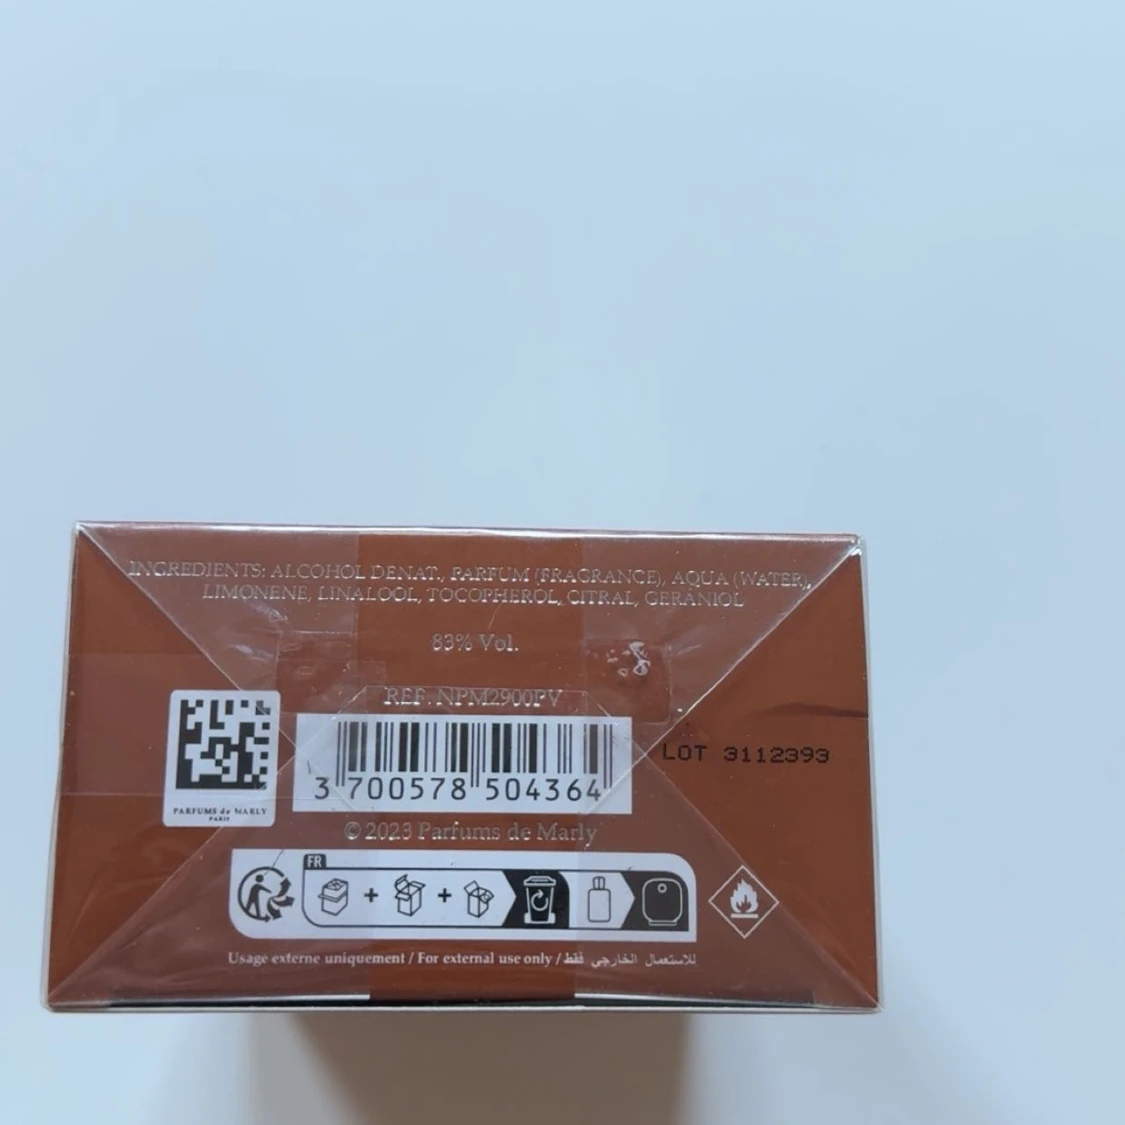 INGREDIENTS: ALCOHOL DENAT., PARFUM (FRAGRANCE), AQUA (WATER),
LIMONENE, LINALOOL, TOCOPHEROL, CITRAL, GERANIOL
83% Vol.
REF. NPM2900PV
PARFUMS de MARLY
PARIS
3 700578 504364
LOT 3112393
© 2023 Parfums de Marly
FR
Usage externe uniquement / For external use only / للاستعمال الخارجي فقط